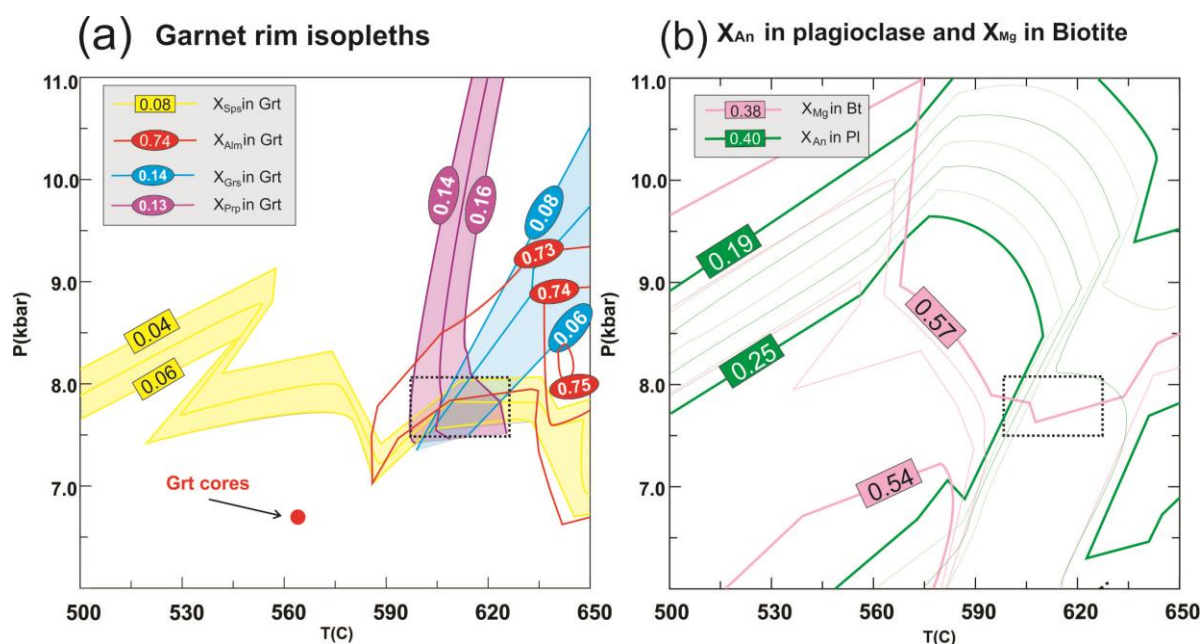 (a) Garnet rim isopleths
11.0
10.0
9.0
8.0
7.0
P(kbar)
0.08 XSps in Grt
0.74 XAlm in Grt
0.14 XGrs in Grt
0.13 XPrp in Grt
0.14
0.16
0.08
0.73
0.74
0.06
0.75
0.04
0.06
Grt cores
500 530 560 590 620 650
T(C)
(b) XAn in plagioclase and XMg in Biotite
11.0
10.0
9.0
8.0
7.0
P(kbar)
0.38 XMg in Bt
0.40 XAn in Pl
0.19
0.25
0.57
0.54
500 530 560 590 620 650
T(C)